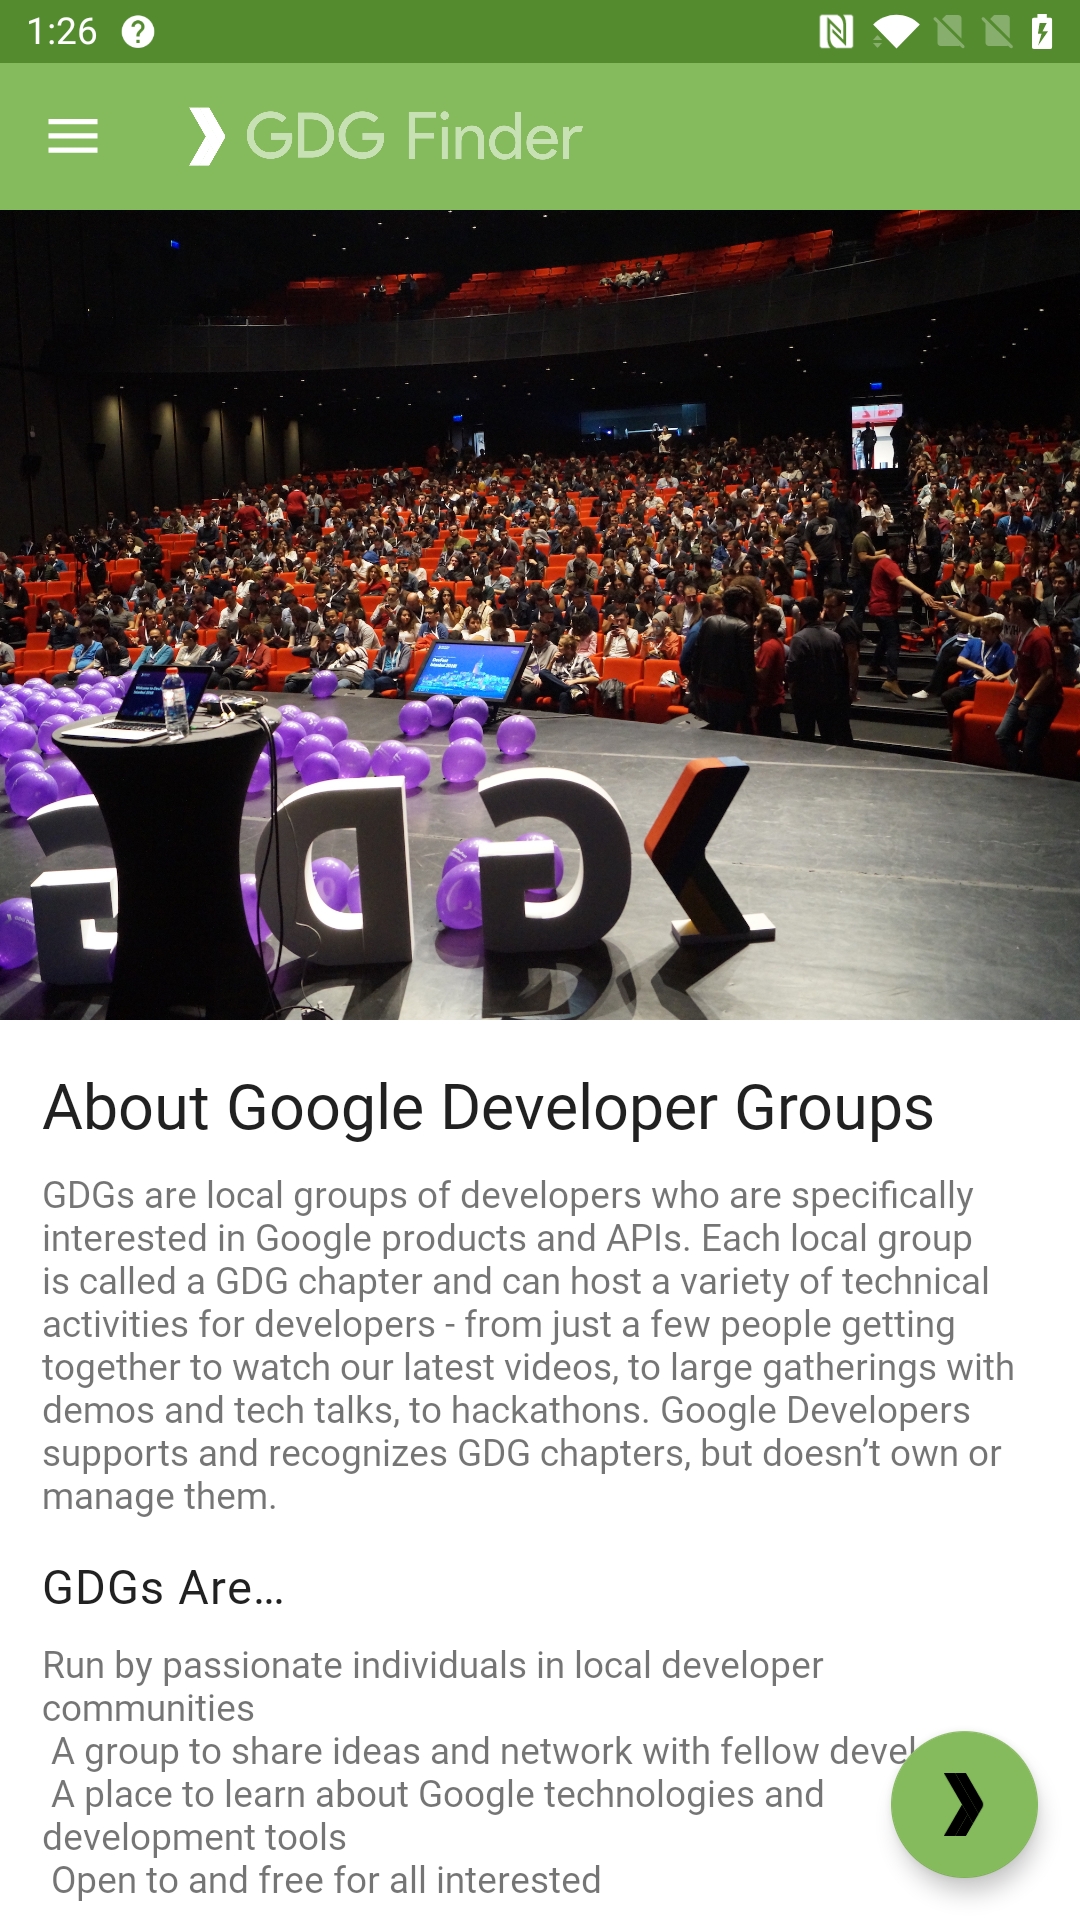 1:26
GDG Finder
GDG
About Google Developer Groups
GDGs are local groups of developers who are specifically
interested in Google products and APIs. Each local group
is called a GDG chapter and can host a variety of technical
activities for developers - from just a few people getting
together to watch our latest videos, to large gatherings with
demos and tech talks, to hackathons. Google Developers
supports and recognizes GDG chapters, but doesn’t own or
manage them.
GDGs Are…
Run by passionate individuals in local developer
communities
A group to share ideas and network with fellow devel
A place to learn about Google technologies and
development tools
Open to and free for all interested